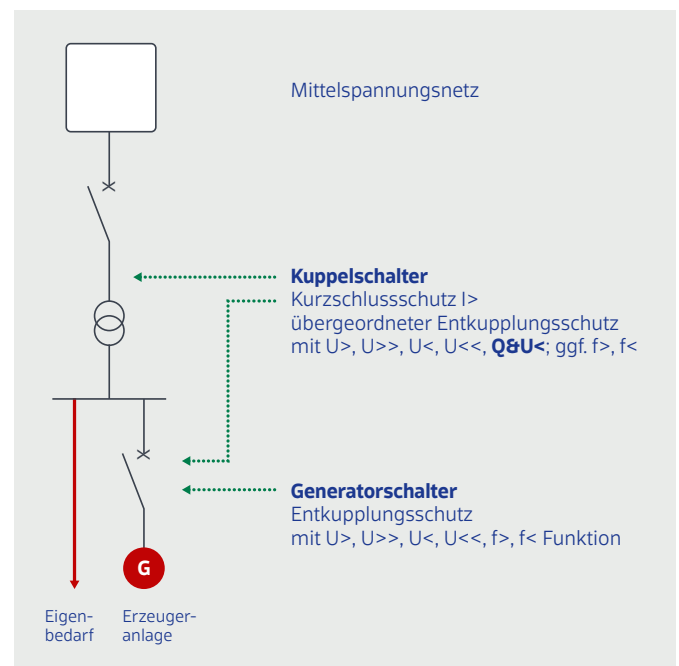 Mittelspannungsnetz
Kuppelschalter
Kurzschlussschutz I>
übergeordneter Entkupplungsschutz
mit U>, U>>, U<, U<<, Q&U<; ggf. f>, f<
Generatorschalter
Entkupplungsschutz
mit U>, U>>, U<, U<<, f>, f< Funktion
G
Eigen-
bedarf
Erzeuger-
anlage